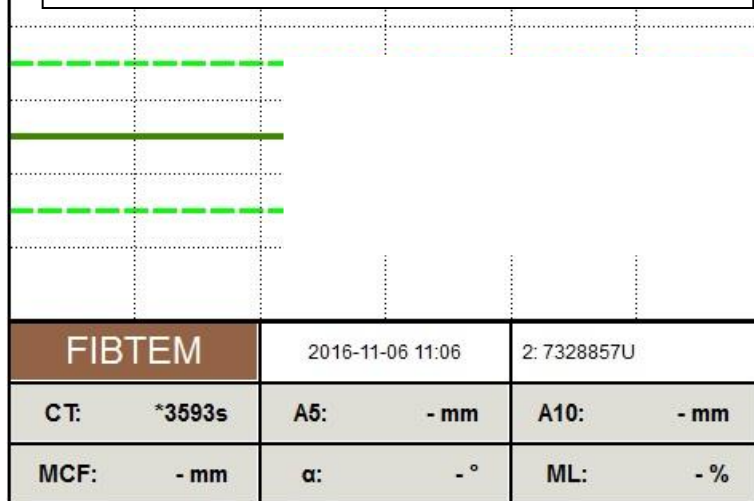 FIBTEM 2016-11-06 11:06 2: 7328857U
CT: *3593s A5: - mm A10: - mm
MCF: - mm α: - ° ML: - %